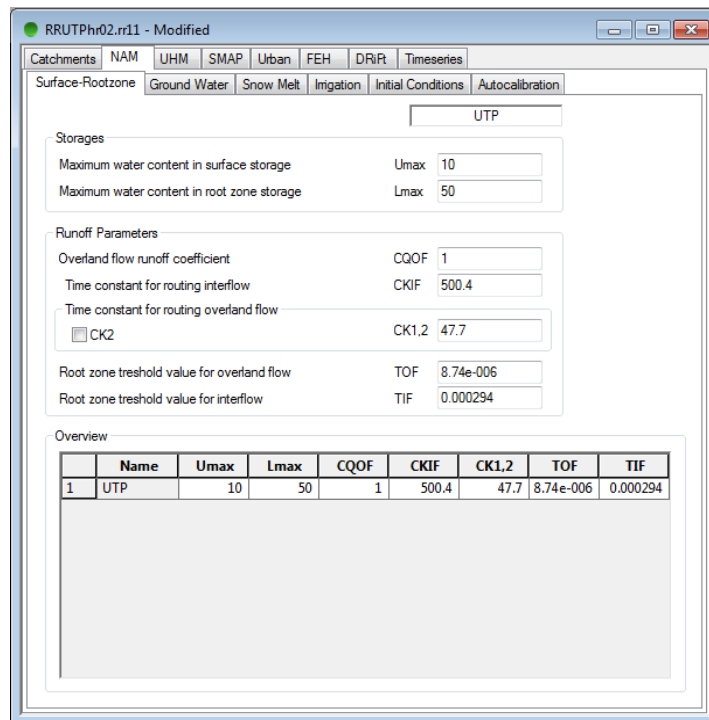 RRUTPhr02.rr11 - Modified
Catchments NAM UHM SMAP Urban FEH DRiFt Timeseries
Surface-Rootzone Ground Water Snow Melt Irrigation Initial Conditions Autocalibration
UTP
Storages
Maximum water content in surface storage Umax 10
Maximum water content in root zone storage Lmax 50
Runoff Parameters
Overland flow runoff coefficient CQOF 1
Time constant for routing interflow CKIF 500.4
Time constant for routing overland flow
CK2 CK1,2 47.7
Root zone treshold value for overland flow TOF 8.74e-006
Root zone treshold value for interflow TIF 0.000294
Overview
Name Umax Lmax CQOF CKIF CK1,2 TOF TIF
1 UTP 10 50 1 500.4 47.7 8.74e-006 0.000294